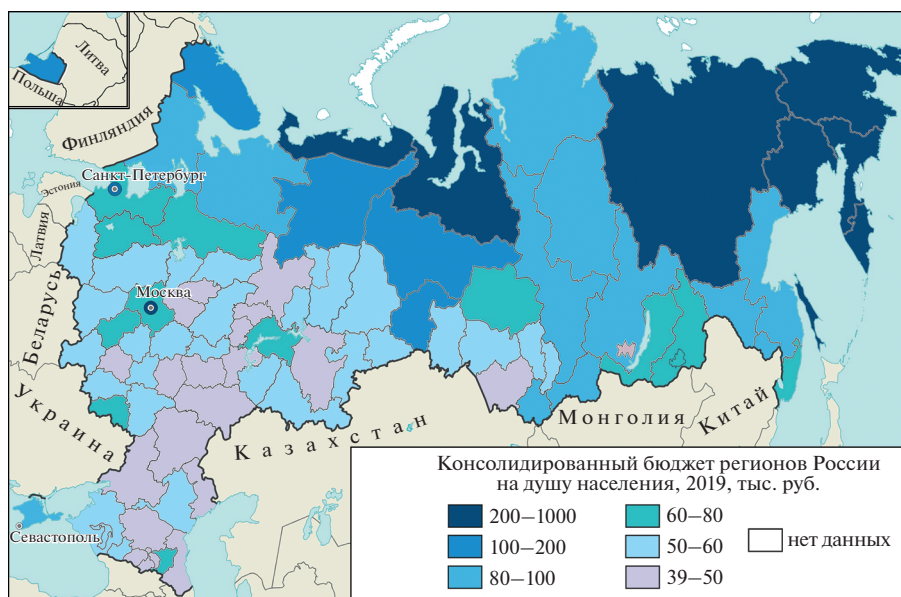 Литва
Польша
Финляндия
Санкт-Петербург
Эстония
Латвия
Беларусь
Москва
Украина
Казахстан
Монголия
Китай
Севастополь
Консолидированный бюджет регионов России
на душу населения, 2019, тыс. руб.
200–1000
60–80
нет данных
100–200
50–60
80–100
39–50